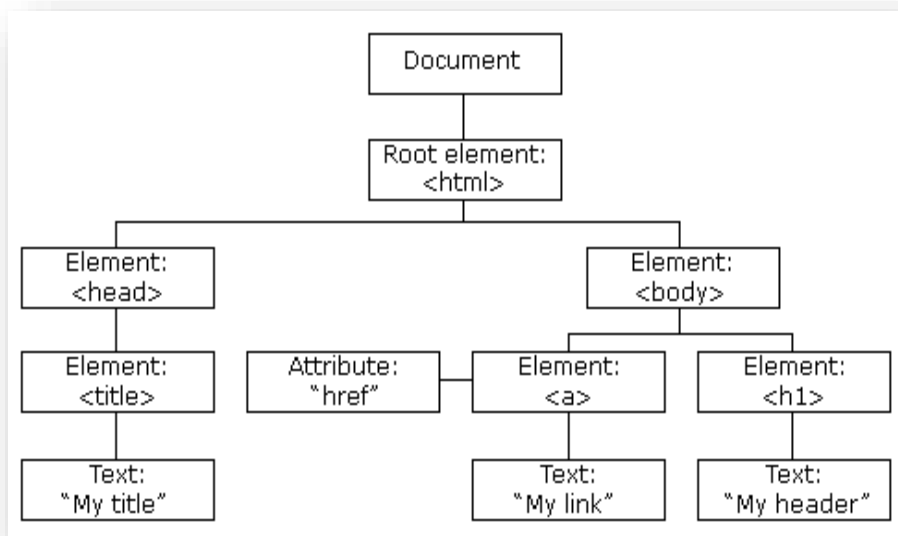 Document
Root element:
<html>
Element:
<head>
Element:
<body>
Element:
<title>
Attribute:
“href”
Element:
<a>
Element:
<h1>
Text:
“My title”
Text:
“My link”
Text:
“My header”